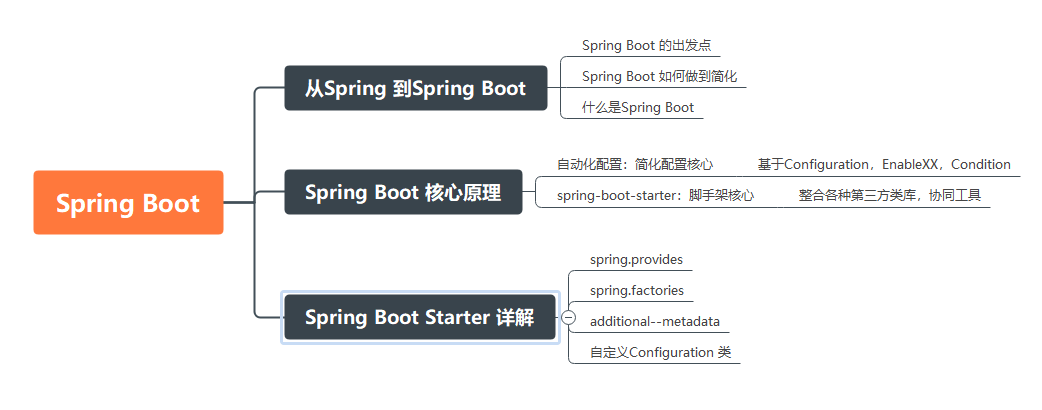 Spring Boot
从Spring 到Spring Boot
Spring Boot 的出发点
Spring Boot 如何做到简化
什么是Spring Boot
Spring Boot 核心原理
自动化配置：简化配置核心
基于Configuration，EnableXX，Condition
spring-boot-starter：脚手架核心
整合各种第三方类库，协同工具
Spring Boot Starter 详解
spring.provides
spring.factories
additional--metadata
自定义Configuration 类